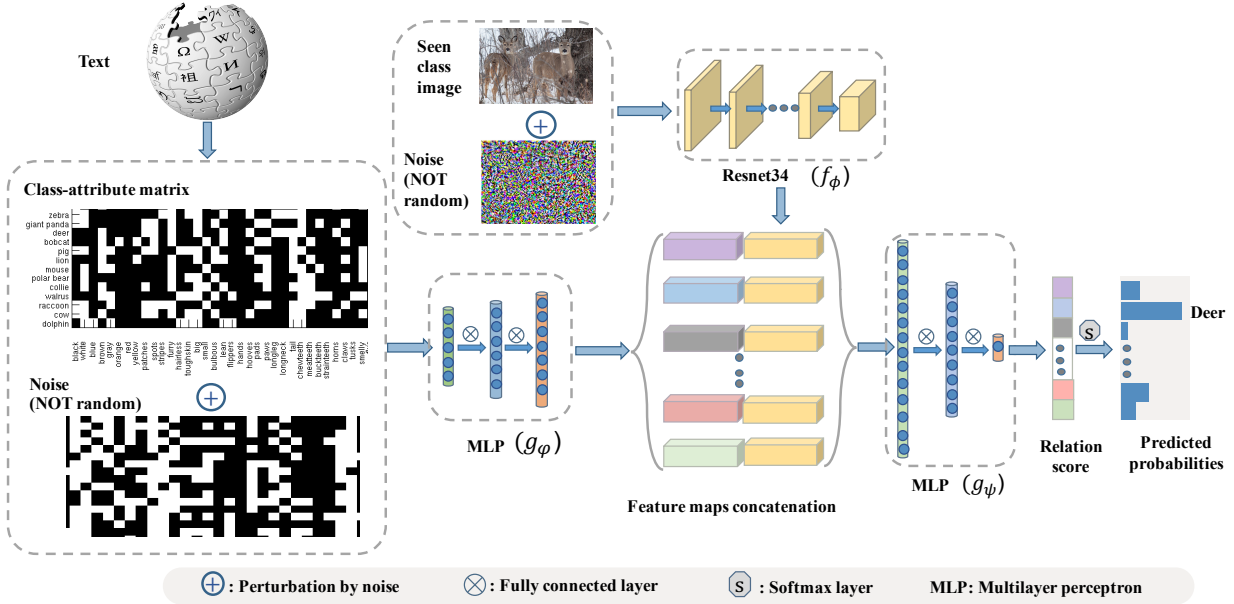 Text
Seen
class
image
Noise
(NOT
random)
Resnet34
(f_ϕ)
Class-attribute matrix
zebra
giant panda
deer
bobcat
pig
lion
mouse
polar bear
collie
walrus
raccoon
cow
dolphin
black
white
blue
brown
gray
orange
red
yellow
patches
spots
stripes
furry
hairless
toughskin
big
small
bulbous
lean
flippers
hands
hooves
pads
paws
longleg
longneck
tail
chewteeth
meatteeth
buckteeth
strainteeth
horns
claws
tusks
smelly
Noise
(NOT random)
MLP (g_φ)
Feature maps concatenation
MLP (g_ψ)
S
Deer
Relation
score
Predicted
probabilities
: Perturbation by noise
: Fully connected layer
S : Softmax layer
MLP: Multilayer perceptron